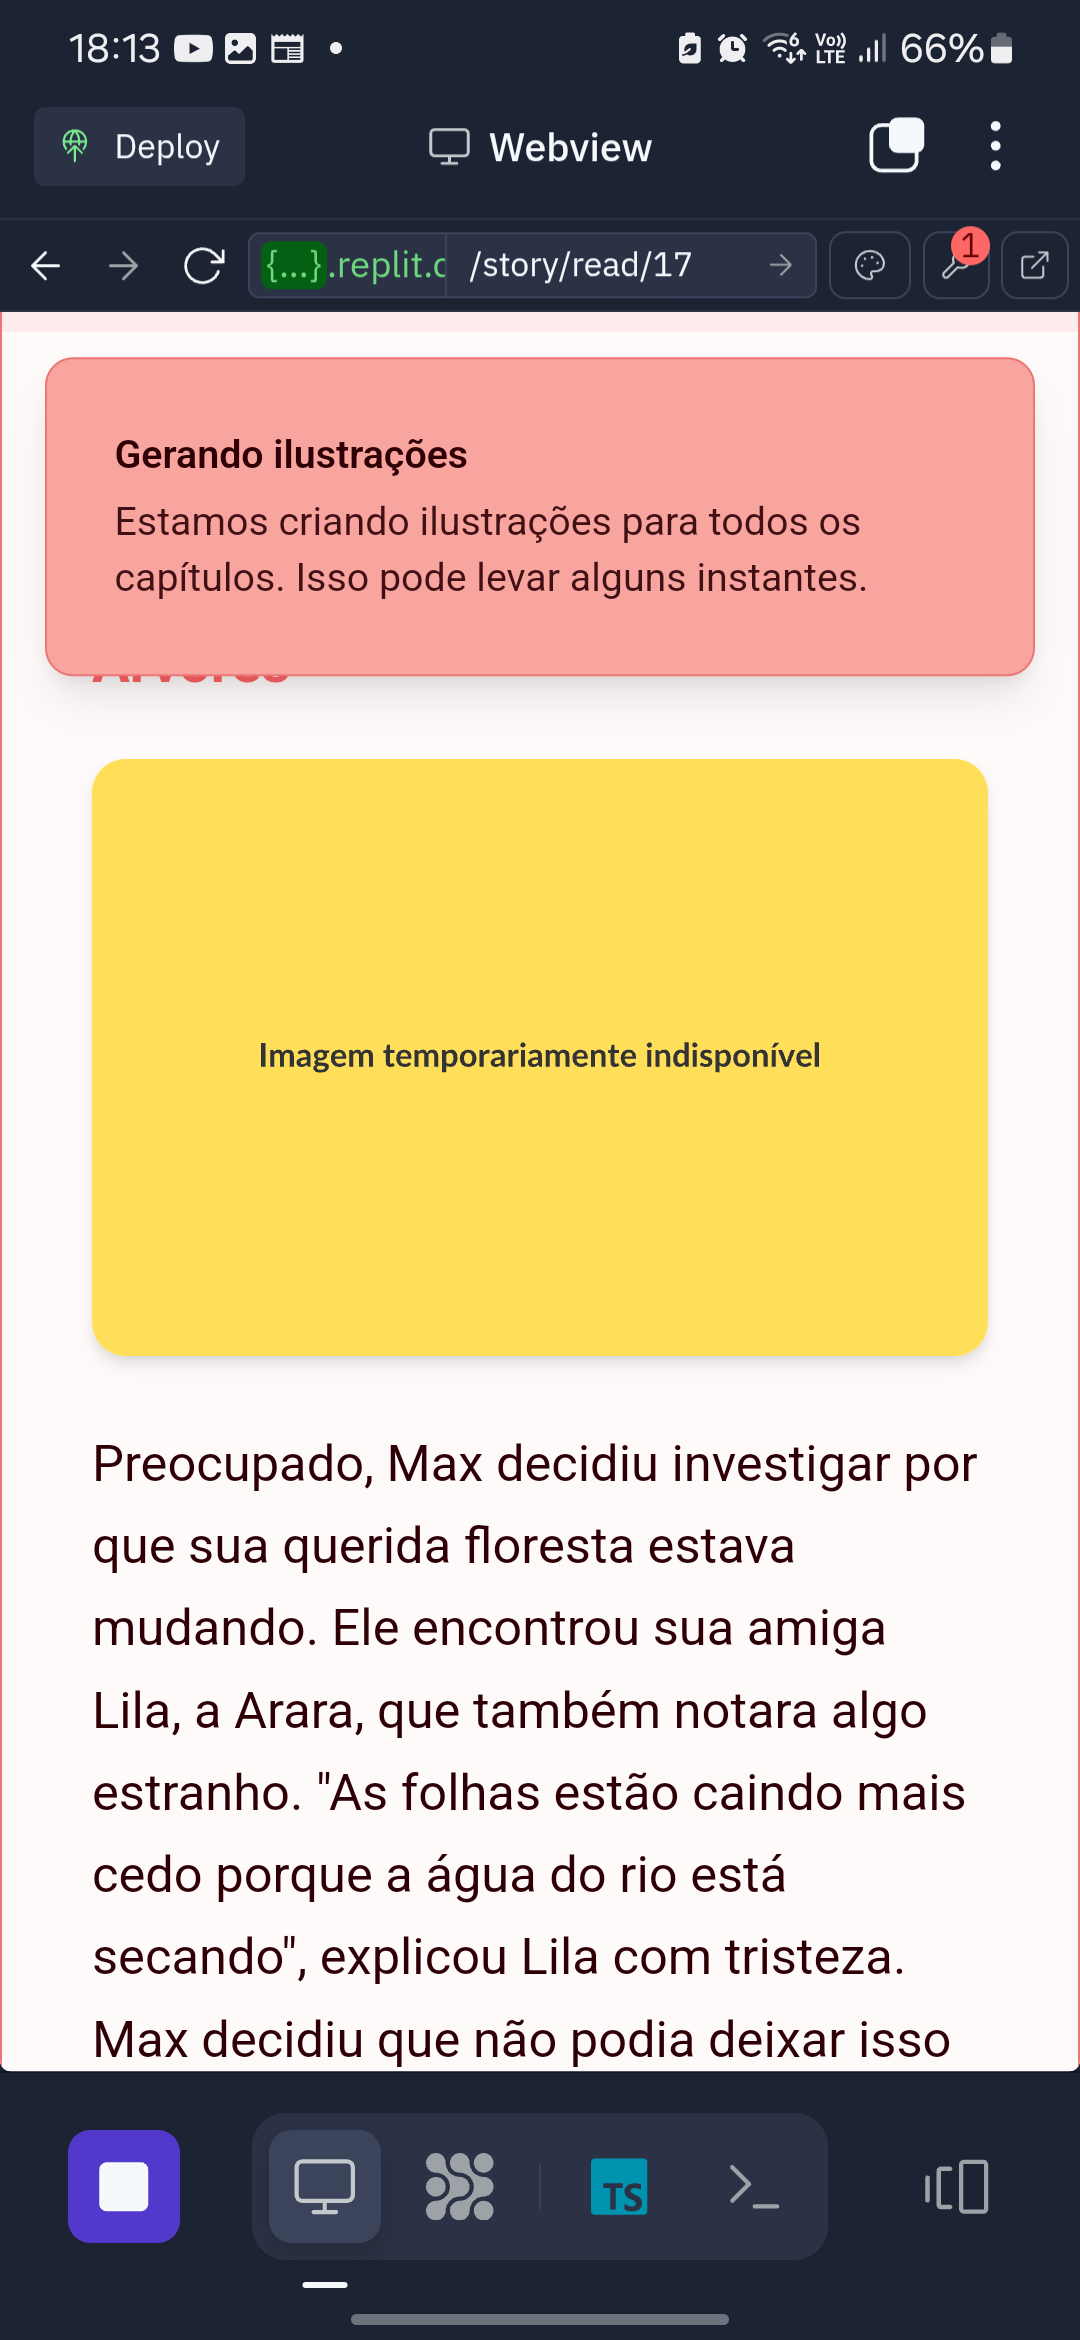 18:13
Vo))
LTE
6
66%
Deploy
Webview
{...}.replit.c
/story/read/17
1
Gerando ilustrações
Estamos criando ilustrações para todos os
capítulos. Isso pode levar alguns instantes.
Imagem temporariamente indisponível
Preocupado, Max decidiu investigar por
que sua querida floresta estava
mudando. Ele encontrou sua amiga
Lila, a Arara, que também notara algo
estranho. "As folhas estão caindo mais
cedo porque a água do rio está
secando", explicou Lila com tristeza.
Max decidiu que não podia deixar isso
TS